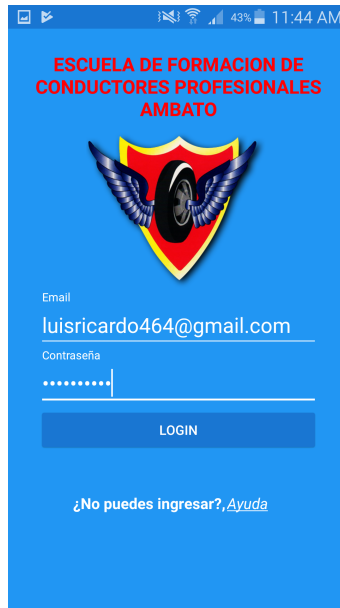 43% 11:44 AM
ESCUELA DE FORMACION DE
CONDUCTORES PROFESIONALES
AMBATO
Email
luisricardo464@gmail.com
Contraseña
••••••••••
LOGIN
¿No puedes ingresar?,Ayuda